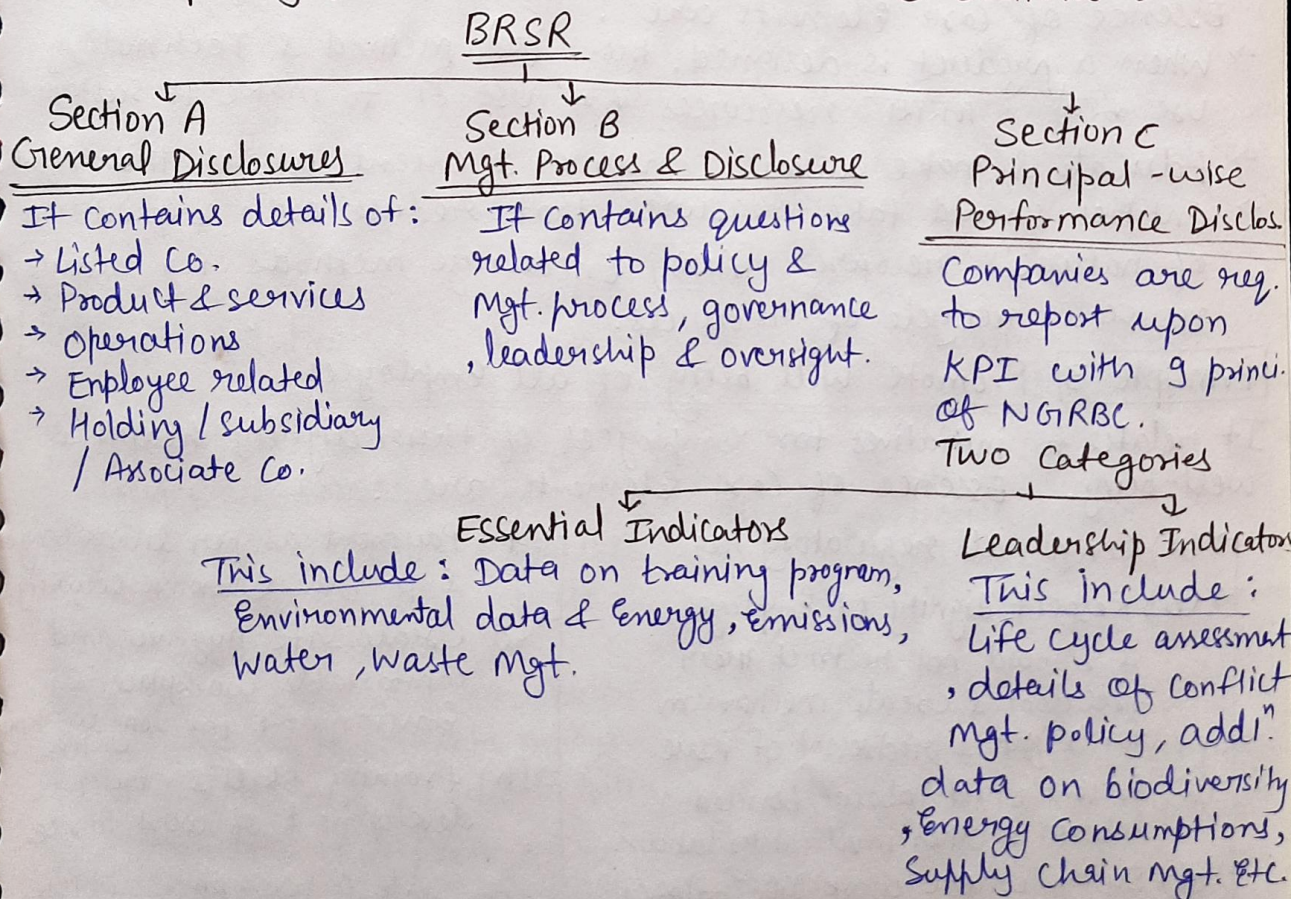 BRSR
Section A
General Disclosures
It contains details of:
→ Listed Co.
→ Product & services
→ Operations
→ Enployee related
→ Holding / subsidiary
/ Associate Co.
Section B
Mgt. Process & Disclosure
It contains questions
related to policy &
Mgt. process, governance
, leadership & oversight.
Section C
Principal-wise
Performance Disclos.
Companies are req.
to report upon
KPI with 9 princi.
of NGRBC.
Two Categories
Essential Indicators
This include: Data on training program,
Environmental data & Energy, Emissions,
Water, Waste Mgt.
Leadership Indicators
This include:
Life cycle assessment
, details of Conflict
Mgt. policy, addlⁿ.
data on biodiversity
, Energy Consumptions,
Supply Chain Mgt. Etc.